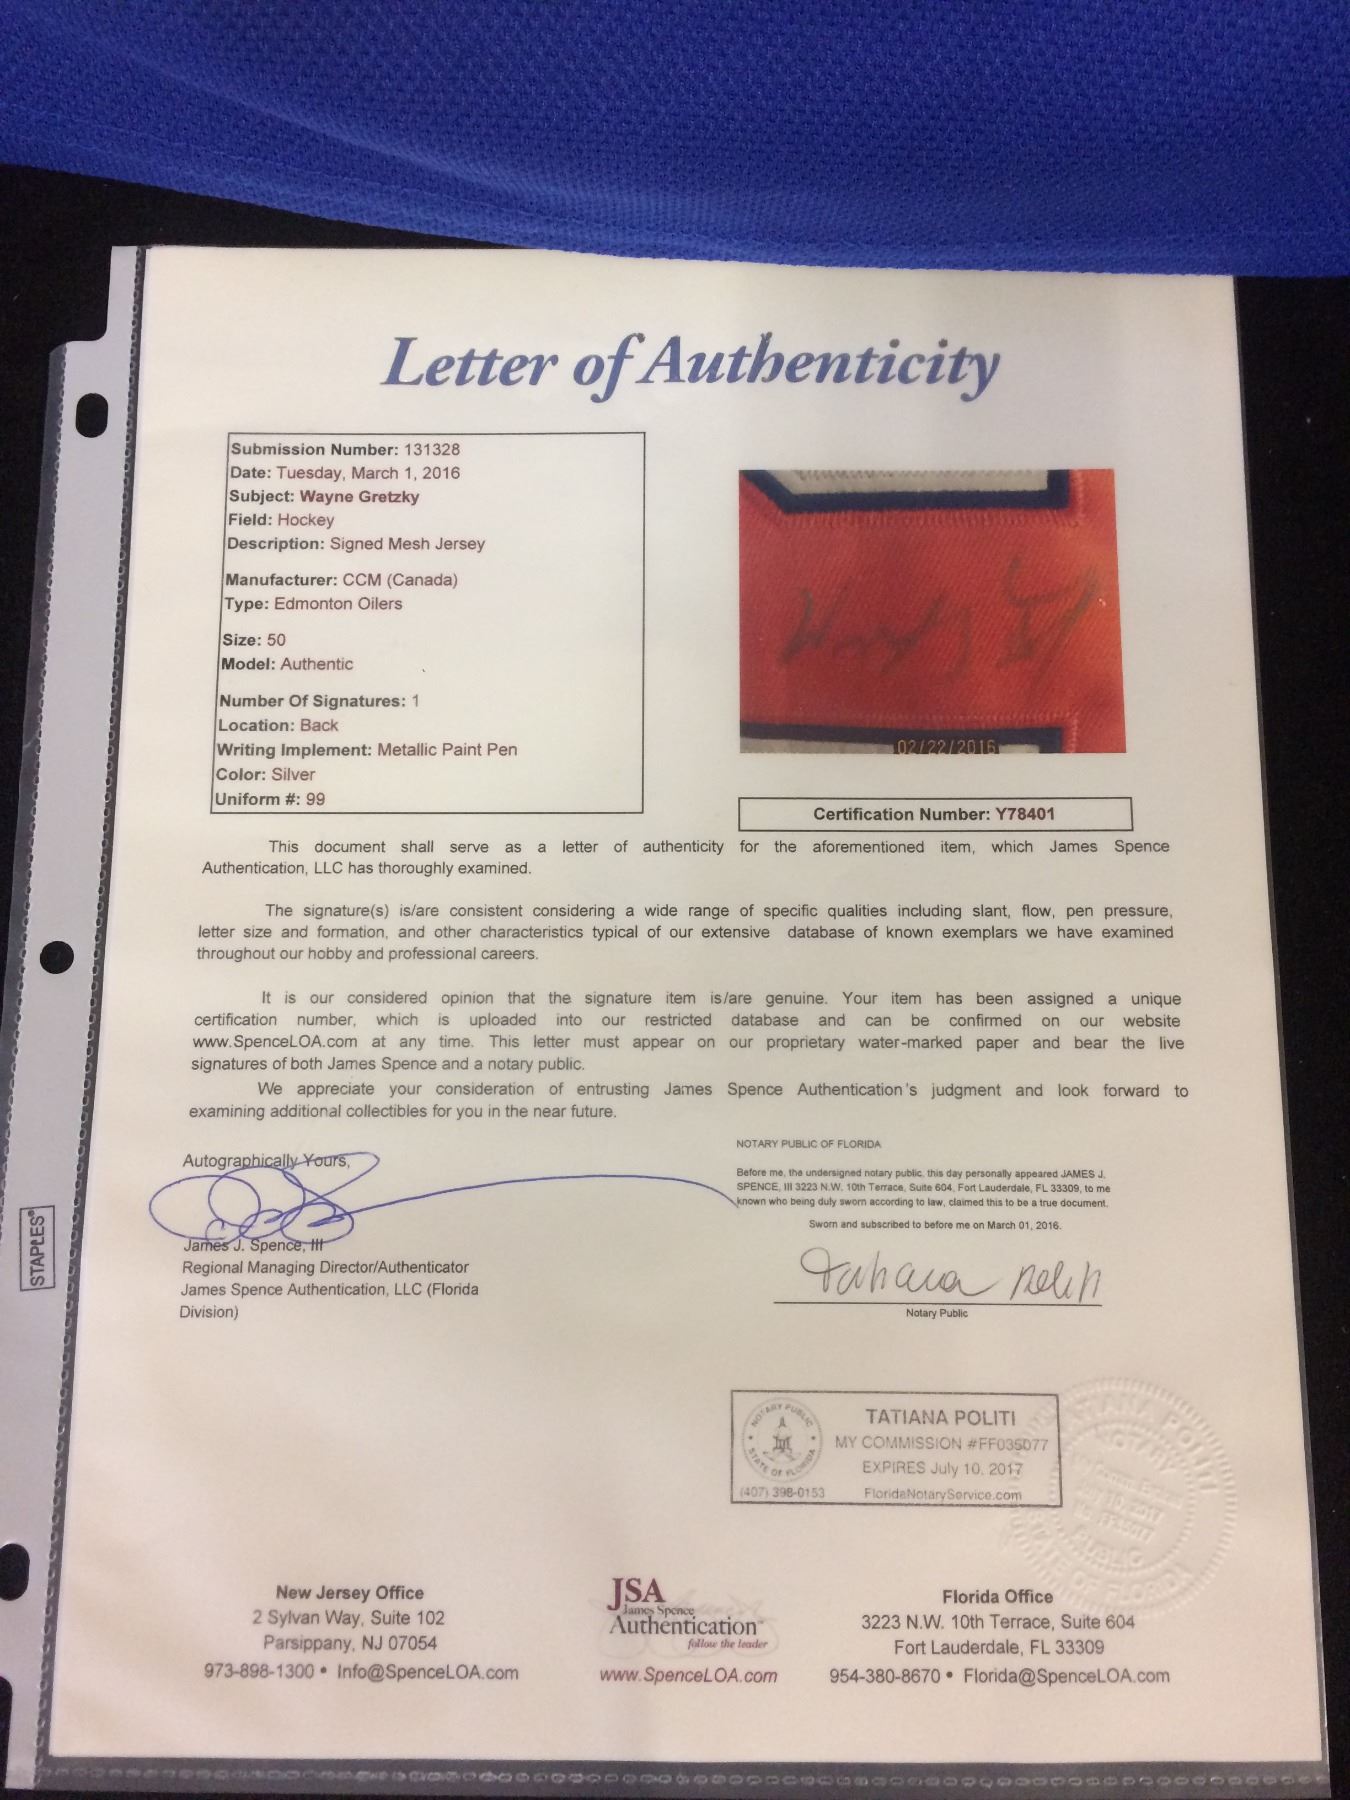 Letter of Authenticity
Submission Number: 131328
Date: Tuesday, March 1, 2016
Subject: Wayne Gretzky
Field: Hockey
Description: Signed Mesh Jersey
Manufacturer: CCM (Canada)
Type: Edmonton Oilers
Size: 50
Model: Authentic
Number Of Signatures: 1
Location: Back
Writing Implement: Metallic Paint Pen
Color: Silver
Uniform #: 99
02/22/2016
Certification Number: Y78401
This document shall serve as a letter of authenticity for the aforementioned item, which James Spence
Authentication, LLC has thoroughly examined.
The signature(s) is/are consistent considering a wide range of specific qualities including slant, flow, pen pressure,
letter size and formation, and other characteristics typical of our extensive database of known exemplars we have examined
throughout our hobby and professional careers.
It is our considered opinion that the signature item is/are genuine. Your item has been assigned a unique
certification number, which is uploaded into our restricted database and can be confirmed on our website
www.SpenceLOA.com at any time. This letter must appear on our proprietary water-marked paper and bear the live
signatures of both James Spence and a notary public.
We appreciate your consideration of entrusting James Spence Authentication's judgment and look forward to
examining additional collectibles for you in the near future.
Autographically Yours,
James J. Spence, III
Regional Managing Director/Authenticator
James Spence Authentication, LLC (Florida
Division)
NOTARY PUBLIC OF FLORIDA
Before me, the undersigned notary public, this day personally appeared JAMES J.
SPENCE, III 3223 N.W. 10th Terrace, Suite 604, Fort Lauderdale, FL 33309, to me
known who being duly sworn according to law, claimed this to be a true document.
Sworn and subscribed to before me on March 01, 2016.
Tatiana Politi
Notary Public
NOTARY PUBLIC
STATE OF FLORIDA
TATIANA POLITI
MY COMMISSION #FF035077
EXPIRES July 10, 2017
(407) 398-0153 FloridaNotaryService.com
TATIANA POLITI
NOTARY
PUBLIC
STAPLES®
New Jersey Office
2 Sylvan Way, Suite 102
Parsippany, NJ 07054
973-898-1300 • Info@SpenceLOA.com
JSA
James Spence
Authentication™
follow the leader
www.SpenceLOA.com
Florida Office
3223 N.W. 10th Terrace, Suite 604
Fort Lauderdale, FL 33309
954-380-8670 • Florida@SpenceLOA.com